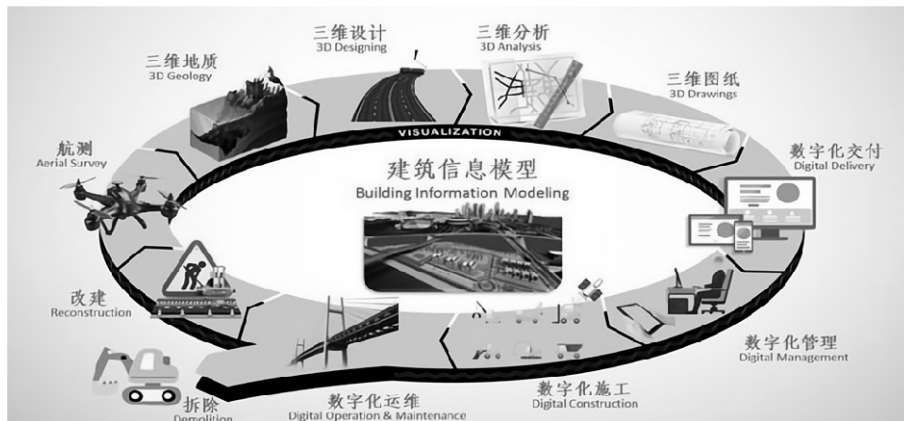 三维设计
3D Designing
三维分析
3D Analysis
三维地质
3D Geology
三维图纸
3D Drawings
VISUALIZATION
航测
Aerial Survey
建筑信息模型
Building Information Modeling
数字化交付
Digital Delivery
改建
Reconstruction
数字化管理
Digital Management
拆除
Demolition
数字化运维
Digital Operation & Maintenance
数字化施工
Digital Construction